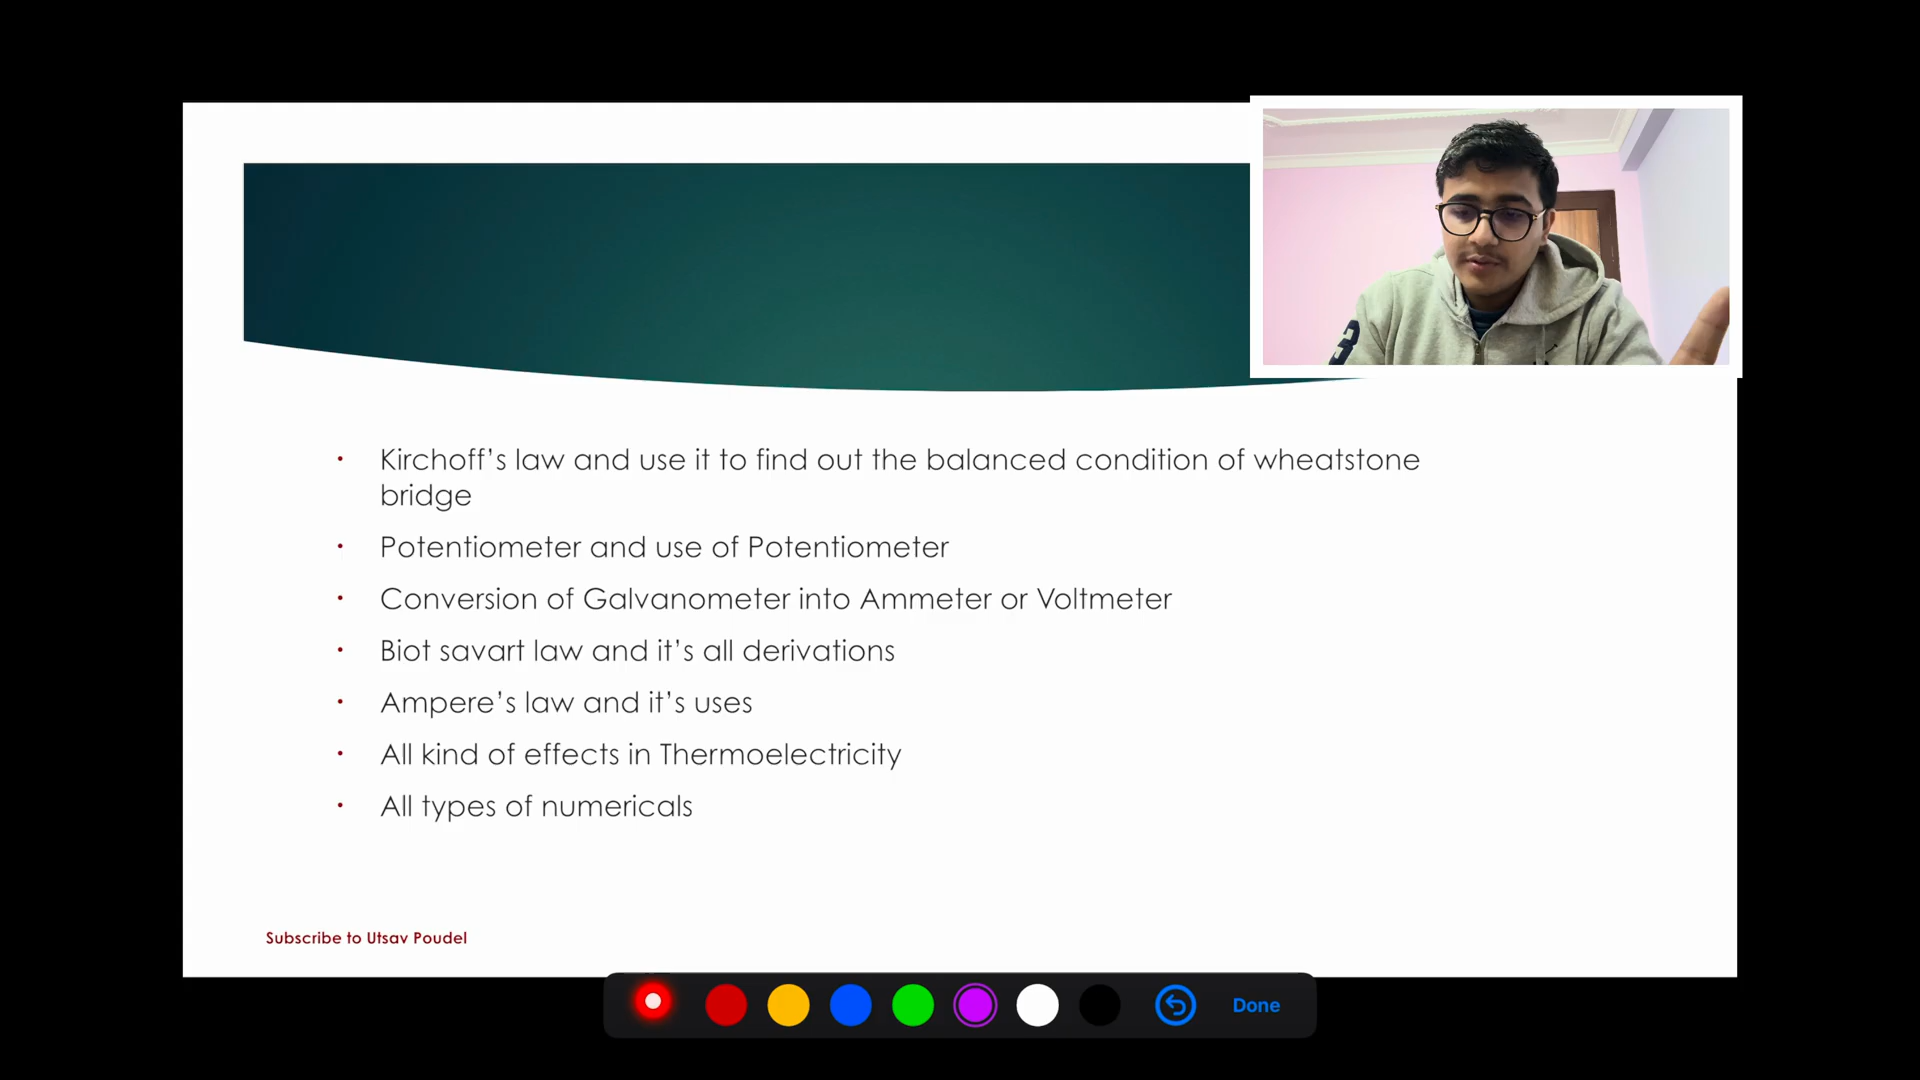 Kirchoff's law and use it to find out the balanced condition of wheatstone
bridge
Potentiometer and use of Potentiometer
Conversion of Galvanometer into Ammeter or Voltmeter
Biot savart law and it's all derivations
Ampere's law and it's uses
All kind of effects in Thermoelectricity
All types of numericals
Subscribe to Utsav Poudel
Done
3